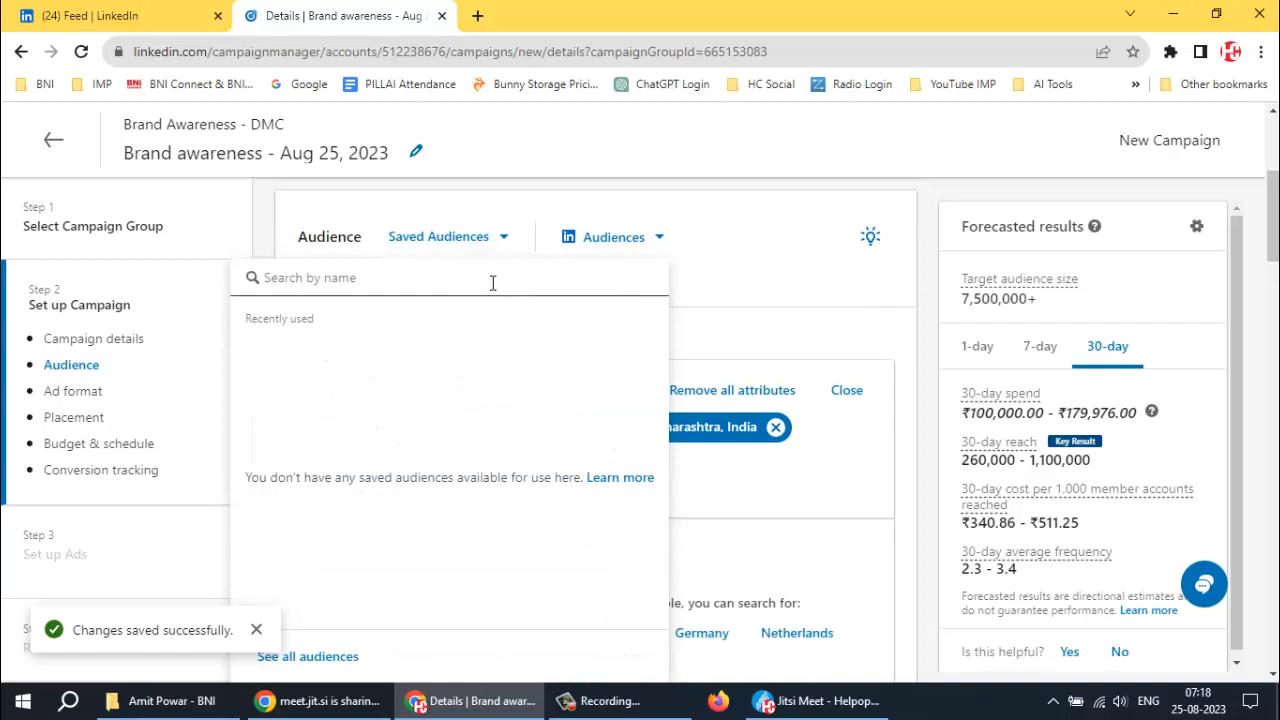 (24) Feed | LinkedIn
Details | Brand awareness - Aug
linkedin.com/campaignmanager/accounts/512238676/campaigns/new/details?campaignGroupId=665153083
BNI
IMP
BNI Connect & BNI...
Google
PILLAI Attendance
Bunny Storage Pricin...
ChatGPT Login
HC Social
Radio Login
YouTube IMP
AI Tools
»
Other bookmarks
Brand Awareness - DMC
Brand awareness - Aug 25, 2023
New Campaign
Step 1
Select Campaign Group
Step 2
Set up Campaign
Campaign details
Audience
Ad format
Placement
Budget & schedule
Conversion tracking
Step 3
Set up Ads
Changes saved successfully.
Audience
Saved Audiences
Audiences
Search by name
Recently used
You don't have any saved audiences available for use here. Learn more
See all audiences
Remove all attributes
Close
arashtra, India
ple, you can search for:
Germany
Netherlands
Forecasted results
Target audience size
7,500,000+
1-day
7-day
30-day
30-day spend
₹100,000.00 - ₹179,976.00
30-day reach
Key Result
260,000 - 1,100,000
30-day cost per 1,000 member accounts
reached
₹340.86 - ₹511.25
30-day average frequency
2.3 - 3.4
Forecasted results are directional estimates a
do not guarantee performance. Learn more
Is this helpful?
Yes
No
Amit Powar - BNI
meet.jit.si is sharin...
Details | Brand awar...
Recording...
Jitsi Meet - Helpop...
ENG
07:18
25-08-2023